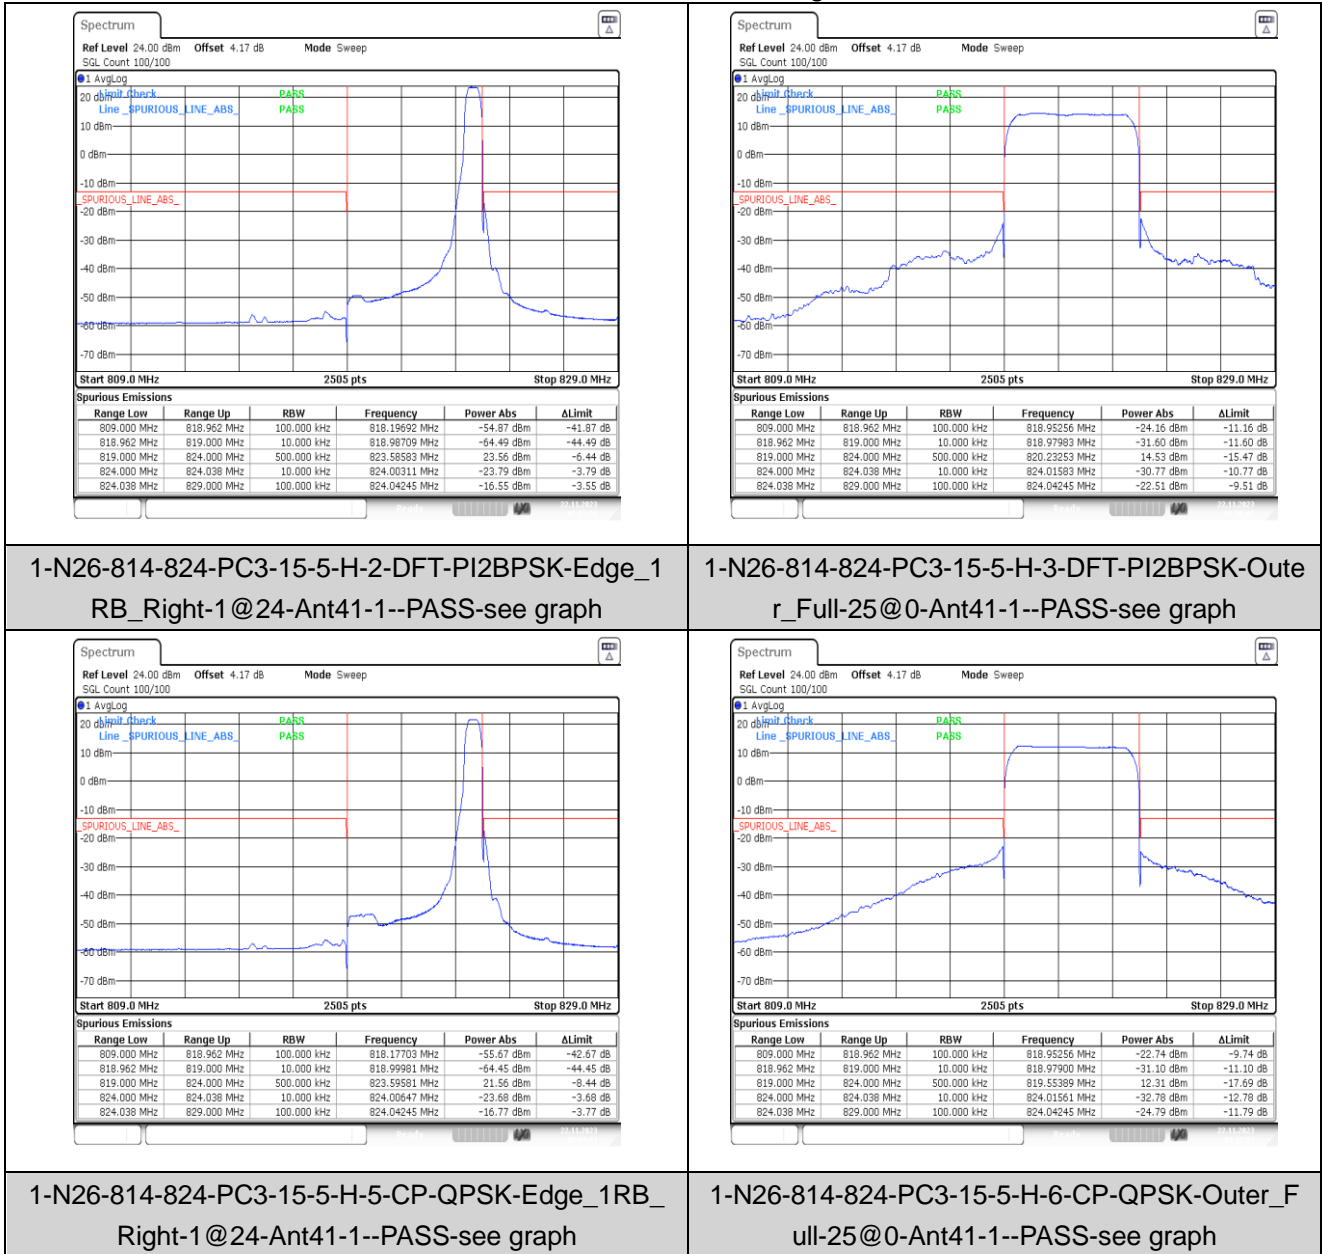 Spectrum
Ref Level 24.00 dBm Offset 4.17 dB Mode Sweep
SGL Count 100/100
1 AvgLog
Limit Check PASS
Line _SPURIOUS_LINE_ABS_ PASS
20 dBm
10 dBm
0 dBm
-10 dBm
_SPURIOUS_LINE_ABS_
-20 dBm
-30 dBm
-40 dBm
-50 dBm
-60 dBm
-70 dBm
Start 809.0 MHz 2505 pts Stop 829.0 MHz
Spurious Emissions
Range Low Range Up RBW Frequency Power Abs ΔLimit
809.000 MHz 818.962 MHz 100.000 kHz 818.19692 MHz -54.87 dBm -41.87 dB
818.962 MHz 819.000 MHz 10.000 kHz 818.98709 MHz -64.49 dBm -44.49 dB
819.000 MHz 824.000 MHz 500.000 kHz 823.58583 MHz 23.56 dBm -6.44 dB
824.000 MHz 824.038 MHz 10.000 kHz 824.00311 MHz -23.79 dBm -3.79 dB
824.038 MHz 829.000 MHz 100.000 kHz 824.04245 MHz -16.55 dBm -3.55 dB
Spectrum
Ref Level 24.00 dBm Offset 4.17 dB Mode Sweep
SGL Count 100/100
1 AvgLog
Limit Check PASS
Line _SPURIOUS_LINE_ABS_ PASS
20 dBm
10 dBm
0 dBm
-10 dBm
_SPURIOUS_LINE_ABS_
-20 dBm
-30 dBm
-40 dBm
-50 dBm
-60 dBm
-70 dBm
Start 809.0 MHz 2505 pts Stop 829.0 MHz
Spurious Emissions
Range Low Range Up RBW Frequency Power Abs ΔLimit
809.000 MHz 818.962 MHz 100.000 kHz 818.95256 MHz -24.16 dBm -11.16 dB
818.962 MHz 819.000 MHz 10.000 kHz 818.97983 MHz -31.60 dBm -11.60 dB
819.000 MHz 824.000 MHz 500.000 kHz 820.23253 MHz 14.53 dBm -15.47 dB
824.000 MHz 824.038 MHz 10.000 kHz 824.01583 MHz -30.77 dBm -10.77 dB
824.038 MHz 829.000 MHz 100.000 kHz 824.04245 MHz -22.51 dBm -9.51 dB
1-N26-814-824-PC3-15-5-H-2-DFT-PI2BPSK-Edge_1
RB_Right-1@24-Ant41-1--PASS-see graph
1-N26-814-824-PC3-15-5-H-3-DFT-PI2BPSK-Oute
r_Full-25@0-Ant41-1--PASS-see graph
Spectrum
Ref Level 24.00 dBm Offset 4.17 dB Mode Sweep
SGL Count 100/100
1 AvgLog
Limit Check PASS
Line _SPURIOUS_LINE_ABS_ PASS
20 dBm
10 dBm
0 dBm
-10 dBm
_SPURIOUS_LINE_ABS_
-20 dBm
-30 dBm
-40 dBm
-50 dBm
-60 dBm
-70 dBm
Start 809.0 MHz 2505 pts Stop 829.0 MHz
Spurious Emissions
Range Low Range Up RBW Frequency Power Abs ΔLimit
809.000 MHz 818.962 MHz 100.000 kHz 818.17703 MHz -55.67 dBm -42.67 dB
818.962 MHz 819.000 MHz 10.000 kHz 818.99981 MHz -64.45 dBm -44.45 dB
819.000 MHz 824.000 MHz 500.000 kHz 823.59581 MHz 21.56 dBm -8.44 dB
824.000 MHz 824.038 MHz 10.000 kHz 824.00647 MHz -23.68 dBm -3.68 dB
824.038 MHz 829.000 MHz 100.000 kHz 824.04245 MHz -16.77 dBm -3.77 dB
Spectrum
Ref Level 24.00 dBm Offset 4.17 dB Mode Sweep
SGL Count 100/100
1 AvgLog
Limit Check PASS
Line _SPURIOUS_LINE_ABS_ PASS
20 dBm
10 dBm
0 dBm
-10 dBm
_SPURIOUS_LINE_ABS_
-20 dBm
-30 dBm
-40 dBm
-50 dBm
-60 dBm
-70 dBm
Start 809.0 MHz 2505 pts Stop 829.0 MHz
Spurious Emissions
Range Low Range Up RBW Frequency Power Abs ΔLimit
809.000 MHz 818.962 MHz 100.000 kHz 818.95256 MHz -22.74 dBm -9.74 dB
818.962 MHz 819.000 MHz 10.000 kHz 818.97900 MHz -31.10 dBm -11.10 dB
819.000 MHz 824.000 MHz 500.000 kHz 819.55389 MHz 12.31 dBm -17.69 dB
824.000 MHz 824.038 MHz 10.000 kHz 824.01561 MHz -32.78 dBm -12.78 dB
824.038 MHz 829.000 MHz 100.000 kHz 824.04245 MHz -24.79 dBm -11.79 dB
1-N26-814-824-PC3-15-5-H-5-CP-QPSK-Edge_1RB_
Right-1@24-Ant41-1--PASS-see graph
1-N26-814-824-PC3-15-5-H-6-CP-QPSK-Outer_F
ull-25@0-Ant41-1--PASS-see graph